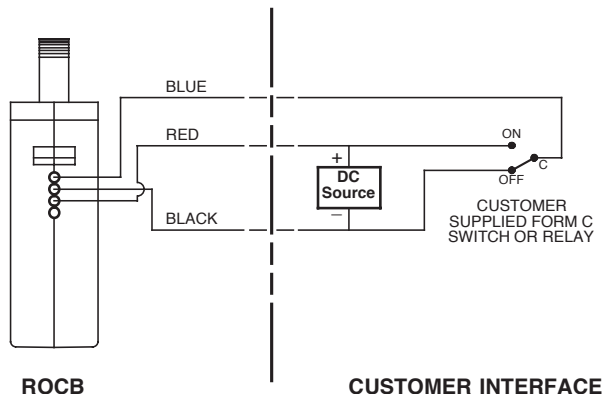 BLUE
RED
ON
+
DC
Source
C
OFF
–
BLACK
CUSTOMER
SUPPLIED FORM C
SWITCH OR RELAY
ROCB
CUSTOMER INTERFACE